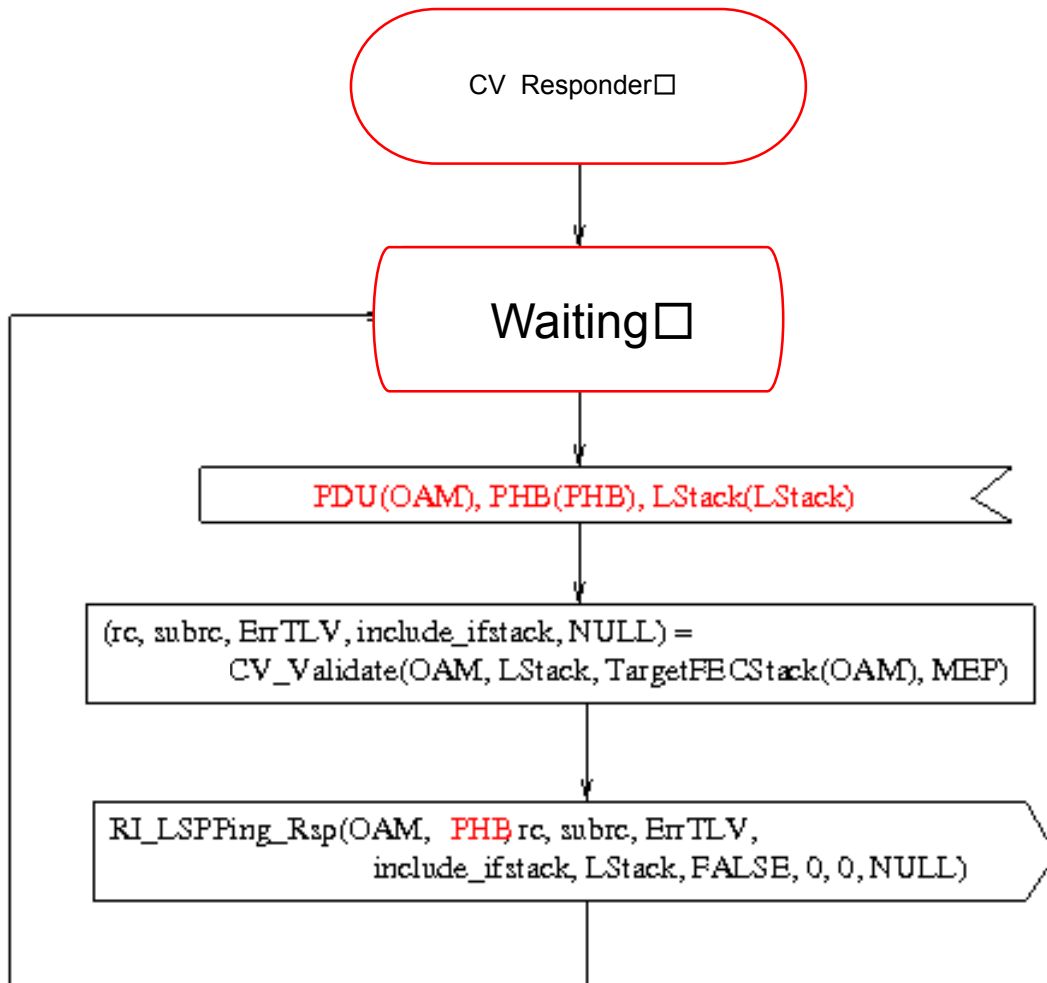 CV Responder□
Waiting□
PDU(OAM), PHB(PHB), LStack(LStack)
(rc, subrc, ErrTLV, include_ifstack, NULL) =
CV_Validate(OAM, LStack, TargetFECStack(OAM), MEP)
RI_LSPPing_Rsp(OAM, PHB, rc, subrc, ErrTLV,
include_ifstack, LStack, FALSE, 0, 0, NULL)